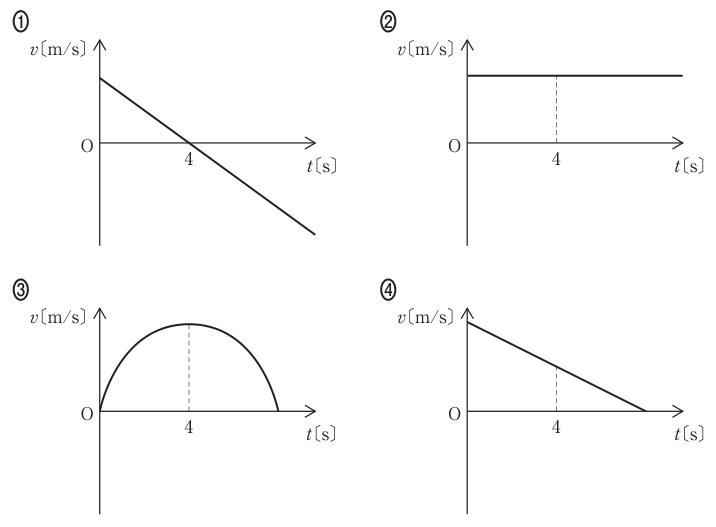 ① ②
v〔m/s〕 v〔m/s〕
O 4 t〔s〕 O 4 t〔s〕
③ ④
v〔m/s〕 v〔m/s〕
O 4 t〔s〕 O 4 t〔s〕